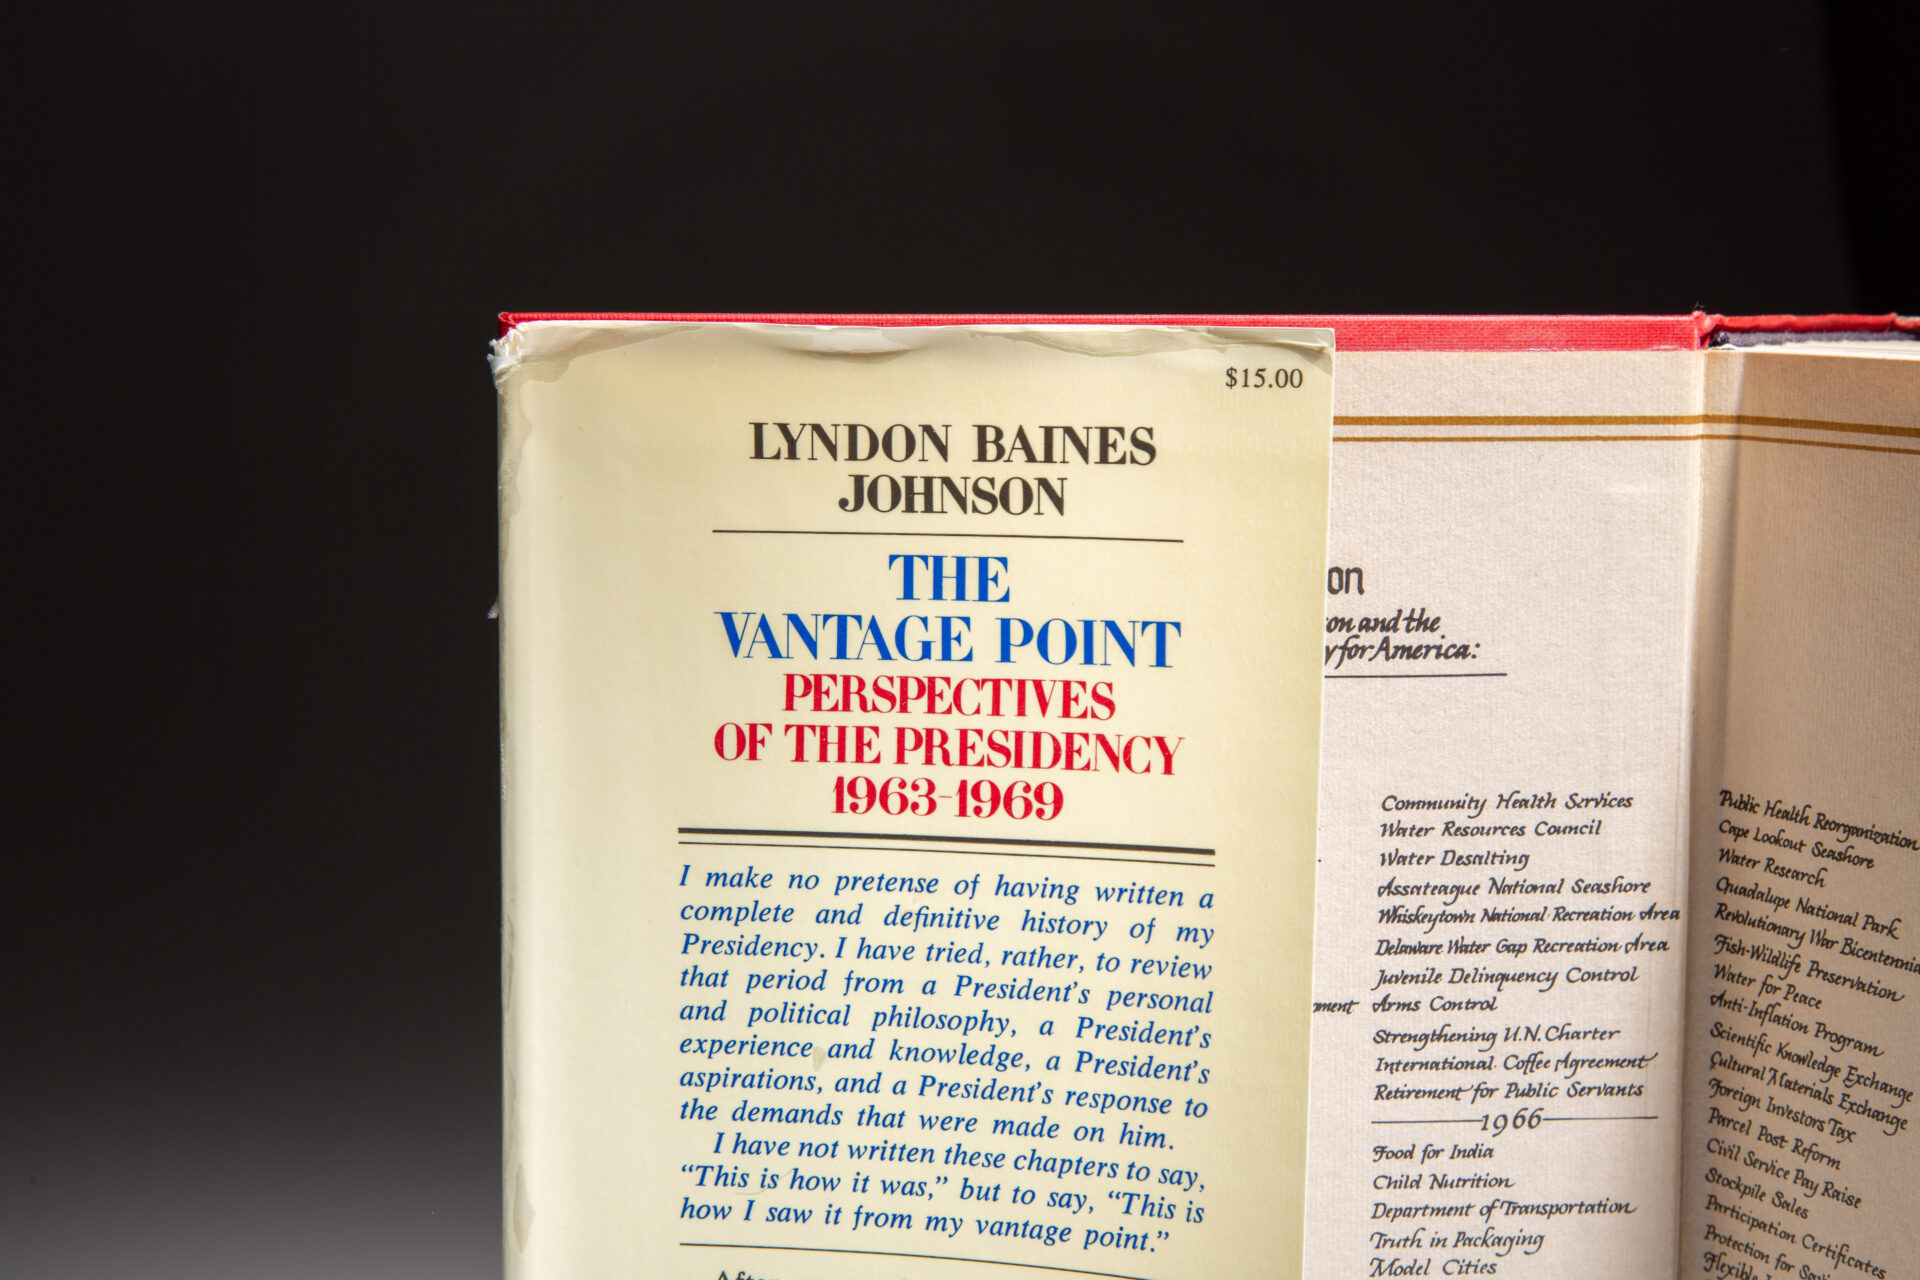 $15.00
LYNDON BAINES
JOHNSON
THE
VANTAGE POINT
PERSPECTIVES
OF THE PRESIDENCY
1963-1969
I make no pretense of having written a
complete and definitive history of my
Presidency. I have tried, rather, to review
that period from a President's personal
and political philosophy, a President's
experience and knowledge, a President's
aspirations, and a President's response to
the demands that were made on him.
I have not written these chapters to say,
“This is how it was,” but to say, “This is
how I saw it from my vantage point.”
on
on and the
y for America:
Community Health Services
Water Resources Council
Water Desalting
Assateague National Seashore
Whiskeytown National Recreation Area
Delaware Water Gap Recreation Area
Juvenile Delinquency Control
Arms Control
Strengthening U.N. Charter
International Coffee Agreement
Retirement for Public Servants
1966
Food for India
Child Nutrition
Department of Transportation
Truth in Packaging
Model Cities
Public Health Reorganization
Cape Lookout Seashore
Water Research
Guadalupe National Park
Revolutionary War Bicentennia
Fish-Wildlife Preservation
Water for Peace
Anti-Inflation Program
Scientific Knowledge Exchange
Cultural Materials Exchange
Foreign Investors Tax
Parcel Post Reform
Civil Service Pay Raise
Stockpile Sales
Participation Certificates
Protection for
Flexible